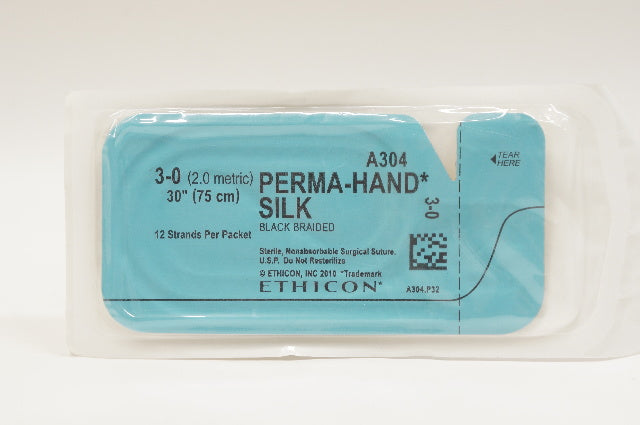 A304
3-0 (2.0 metric)
30" (75 cm)
12 Strands Per Packet
PERMA-HAND*
SILK
BLACK BRAIDED
Sterile, Nonabsorbable Surgical Suture.
U.S.P. Do Not Resterilize
© ETHICON, INC 2010 *Trademark
ETHICON*
3-0
A304.P32
TEAR
HERE